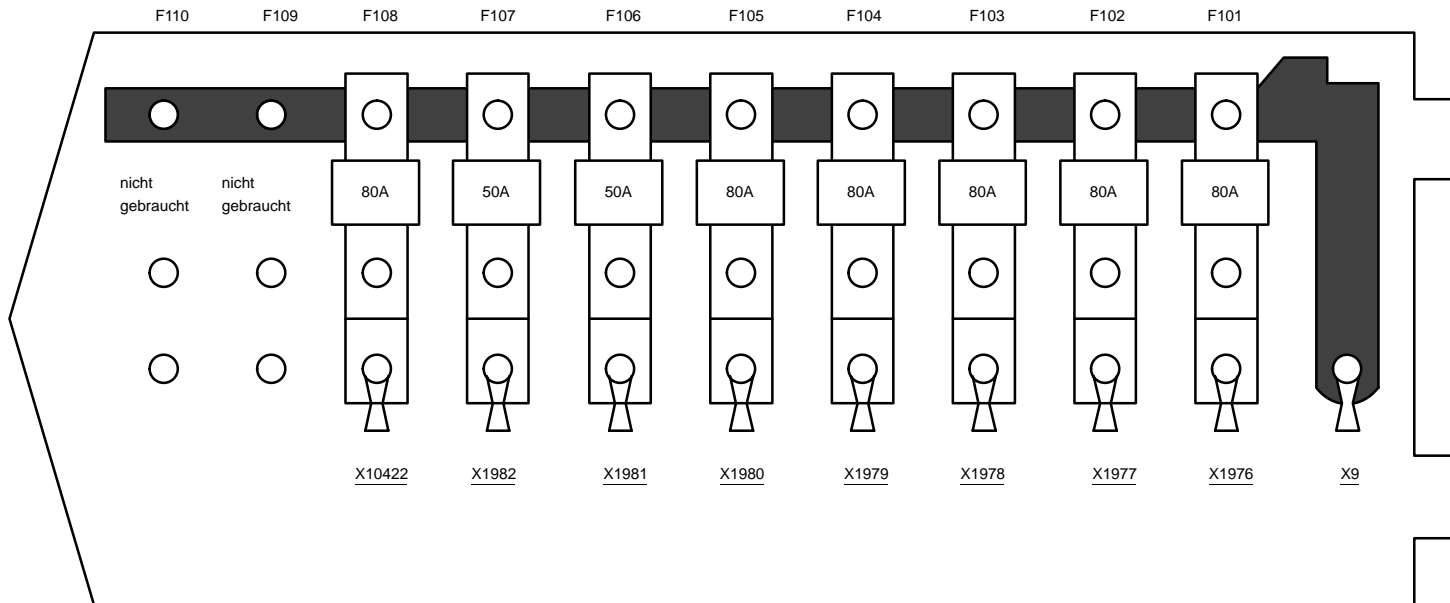 F110 F109 F108 F107 F106 F105 F104 F103 F102 F101
nicht gebraucht
nicht gebraucht
80A 50A 50A 80A 80A 80A 80A 80A
X10422 X1982 X1981 X1980 X1979 X1978 X1977 X1976 X9